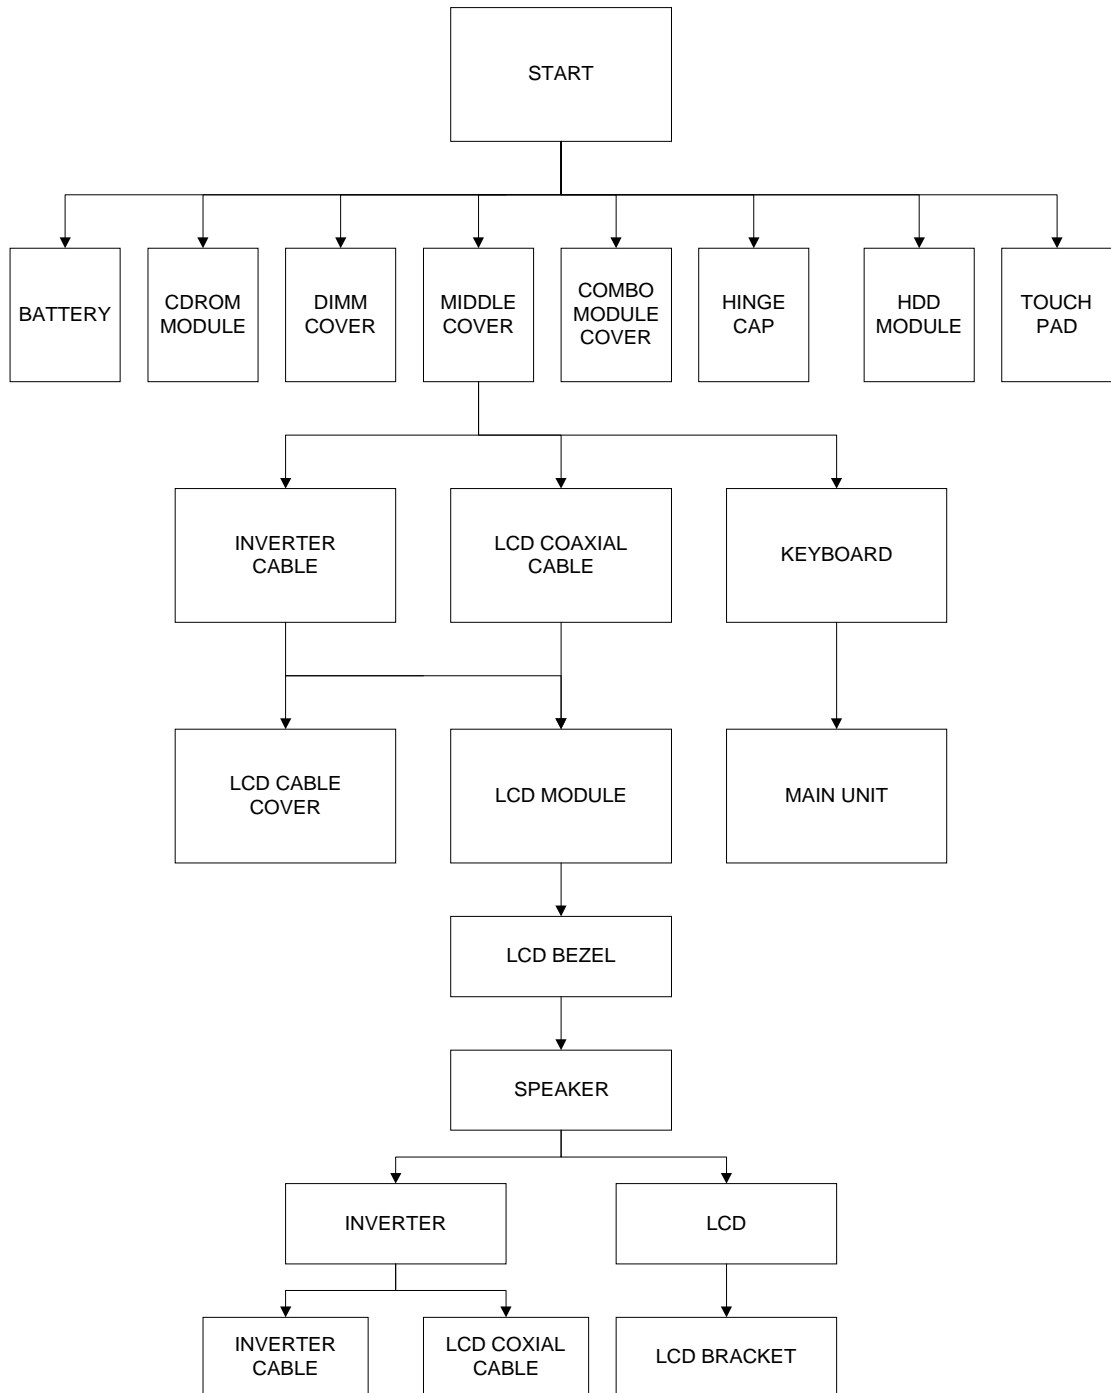 START
BATTERY
CDROM
MODULE
DIMM
COVER
MIDDLE
COVER
COMBO
MODULE
COVER
HINGE
CAP
HDD
MODULE
TOUCH
PAD
INVERTER
CABLE
LCD COAXIAL
CABLE
KEYBOARD
LCD CABLE
COVER
LCD MODULE
MAIN UNIT
LCD BEZEL
SPEAKER
INVERTER
LCD
INVERTER
CABLE
LCD COXIAL
CABLE
LCD BRACKET